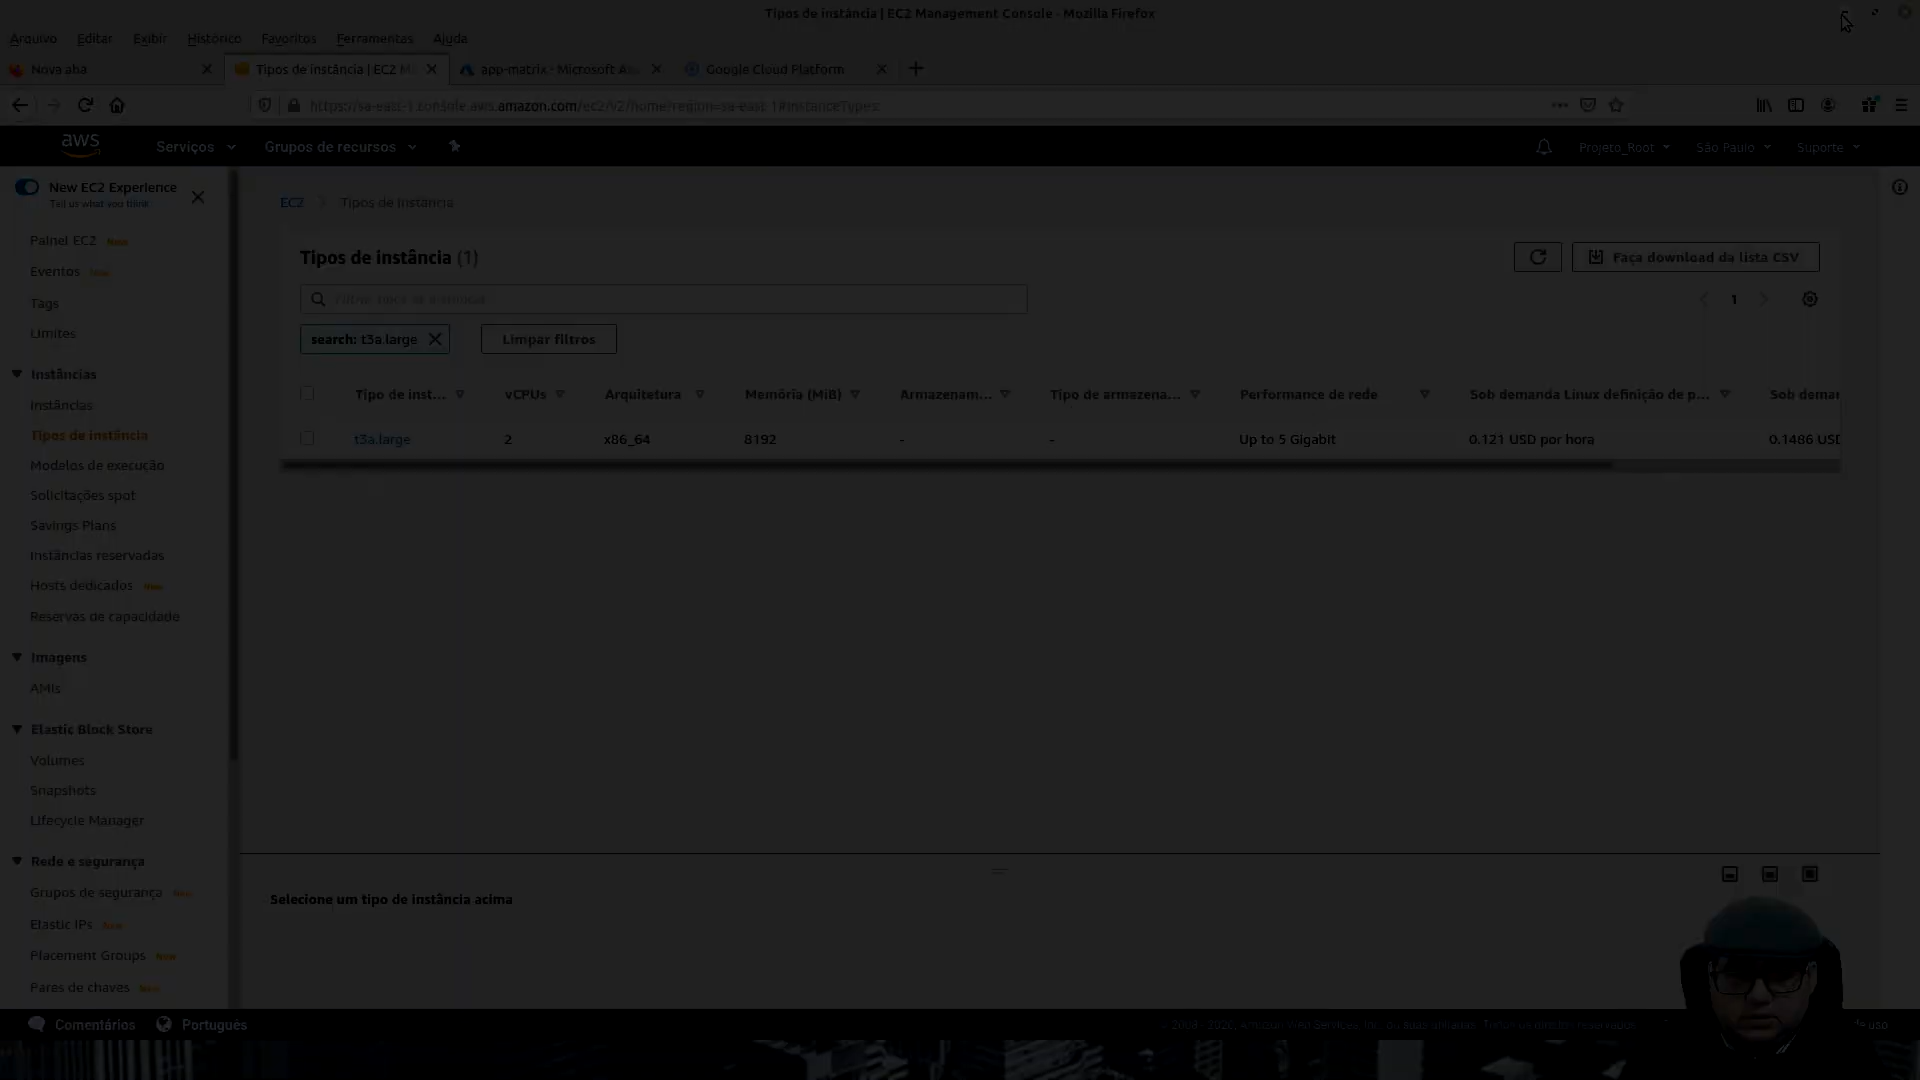 Tipos de instância | EC2 Management Console - Mozilla Firefox
Arquivo Editar Exibir Histórico Favoritos Ferramentas Ajuda
Nova aba
Tipos de instância | EC2 M
app-matrix - Microsoft Az
Google Cloud Platform
https://sa-east-1.console.aws.amazon.com/ec2/v2/home?region=sa-east-1#InstanceTypes:
aws Serviços Grupos de recursos Projeto_Root São Paulo Suporte
New EC2 Experience
Tell us what you think
Painel EC2 New
Eventos New
Tags
Limites
Instâncias
Instâncias
Tipos de instância
Modelos de execução
Solicitações spot
Savings Plans
Instâncias reservadas
Hosts dedicados New
Reservas de capacidade
Imagens
AMIs
Elastic Block Store
Volumes
Snapshots
Lifecycle Manager
Rede e segurança
Grupos de segurança New
Elastic IPs New
Placement Groups New
Pares de chaves New
EC2 > Tipos de instância
Tipos de instância (1)
Faça download da lista CSV
Filtrar tipos de instância
1
search: t3a.large
Limpar filtros
Tipo de inst... vCPUs Arquitetura Memória (MiB) Armazenam... Tipo de armazena... Performance de rede Sob demanda Linux definição de p... Sob deman
t3a.large 2 x86_64 8192 - - Up to 5 Gigabit 0.121 USD por hora 0.1486 USD
Selecione um tipo de instância acima
Comentários Português
© 2008 - 2020, Amazon Web Services, Inc. ou suas afiliadas. Todos os direitos reservados.
de uso